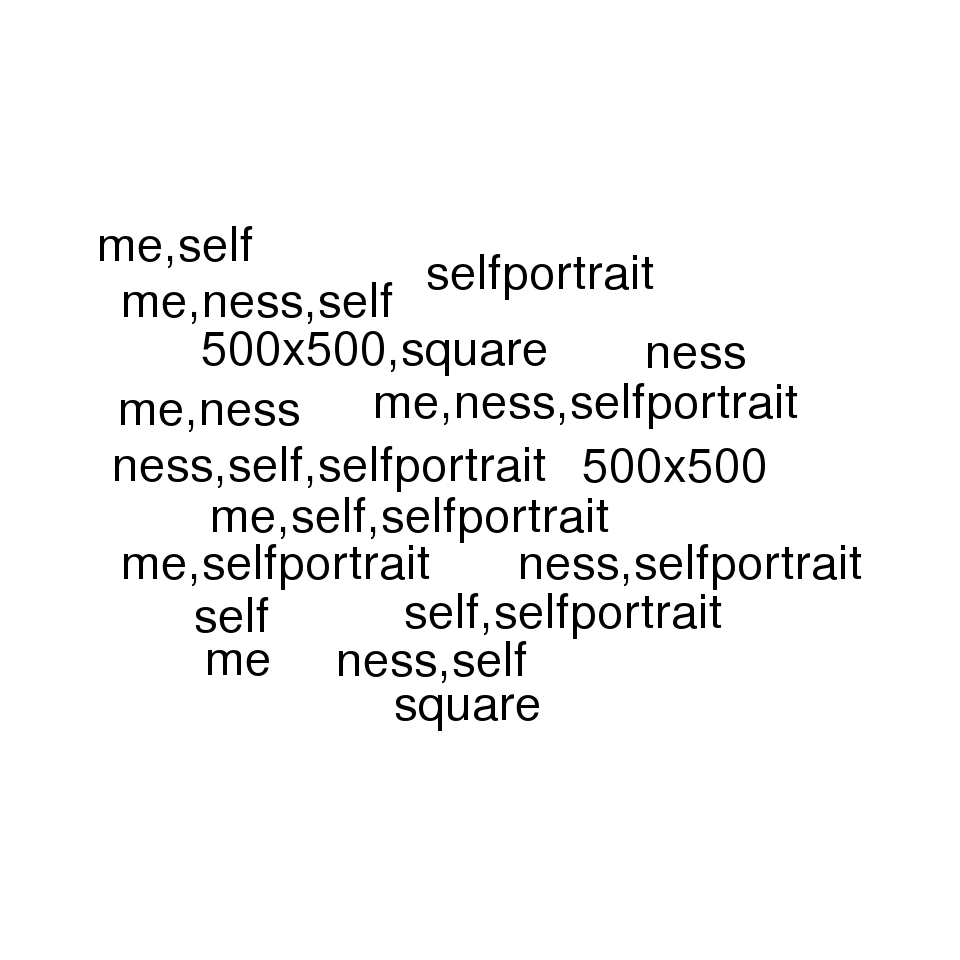 me,self
selfportrait
me,ness,self
500x500,square
ness
me,ness
me,ness,selfportrait
ness,self,selfportrait
500x500
me,self,selfportrait
me,selfportrait
ness,selfportrait
self
self,selfportrait
me
ness,self
square